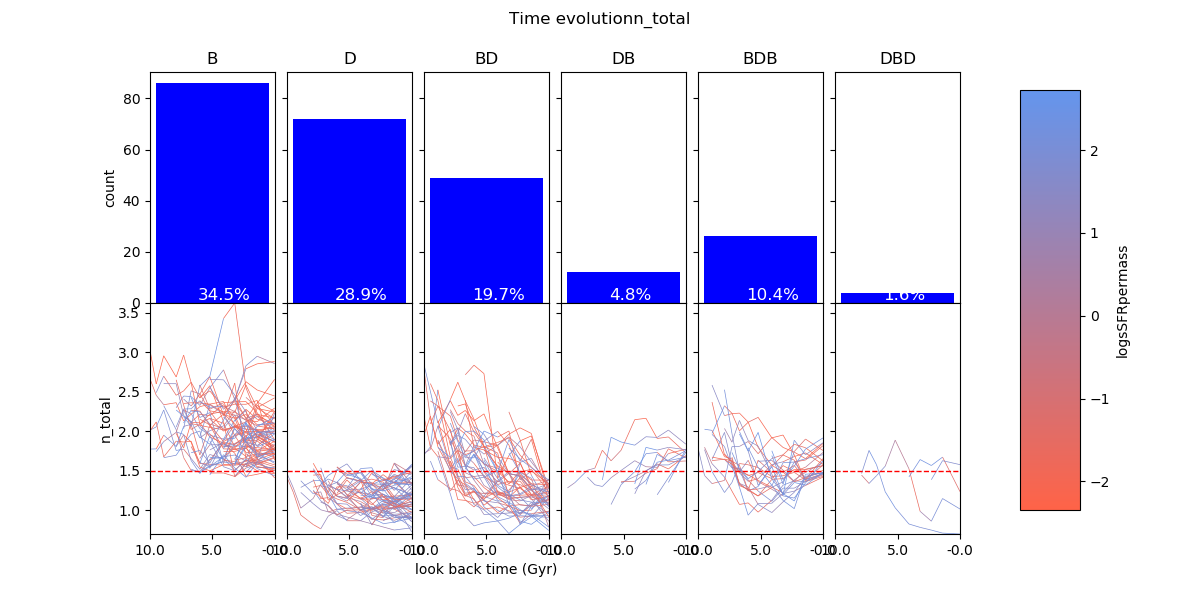 Time evolutionn_total
B D BD DB BDB DBD
80
60
40
20
0
count
34.5% 28.9% 19.7% 4.8% 10.4% 1.6%
3.5
3.0
2.5
2.0
1.5
1.0
n_total
10.0 5.0 -0.0
10.0 5.0 -0.0
10.0 5.0 -0.0
10.0 5.0 -0.0
10.0 5.0 -0.0
10.0 5.0 -0.0
look back time (Gyr)
2
1
0
−1
−2
logsSFRpermass